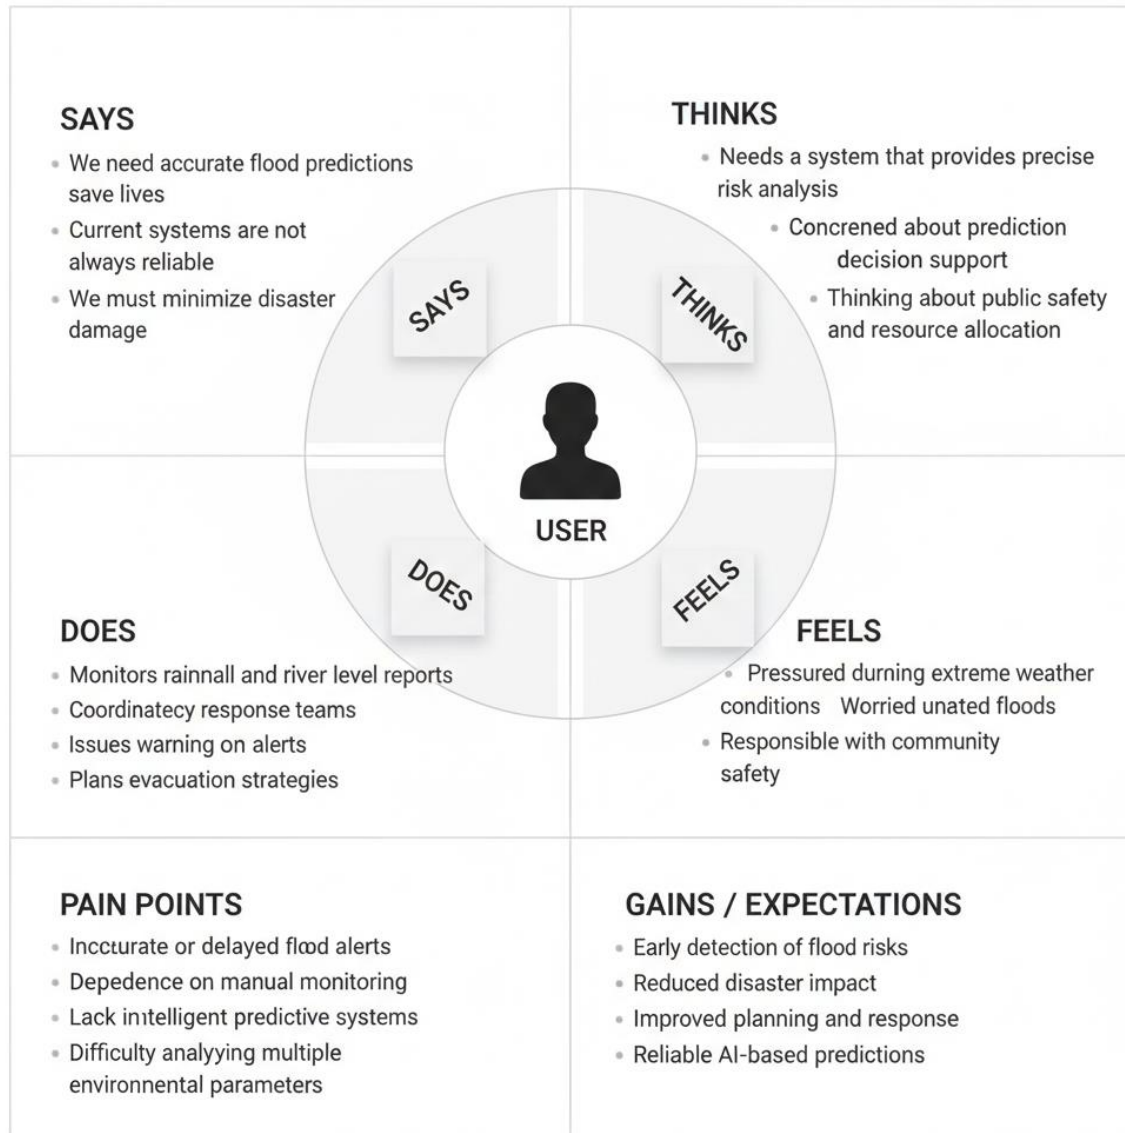 SAYS
• We need accurate flood predictions
save lives
• Current systems are not
always reliable
• We must minimize disaster
damage
THINKS
• Needs a system that provides precise
risk analysis
• Concrened about prediction
decision support
• Thinking about public safety
and resource allocation
SAYS
THINKS
USER
DOES
FEELS
DOES
• Monitors rainnall and river level reports
• Coordinatecy response teams
• Issues warning on alerts
• Plans evacuation strategies
FEELS
• Pressured durning extreme weather
conditions Worried unated floods
• Responsible with community
safety
PAIN POINTS
• Incturate or delayed flod alerts
• Depedence on manual monitoring
• Lack intelligent predictive systems
• Difficulty analyying multiple
environnental parameters
GAINS / EXPECTATIONS
• Early detection of flood risks
• Reduced disaster impact
• Improved planning and response
• Reliable AI-based predictions